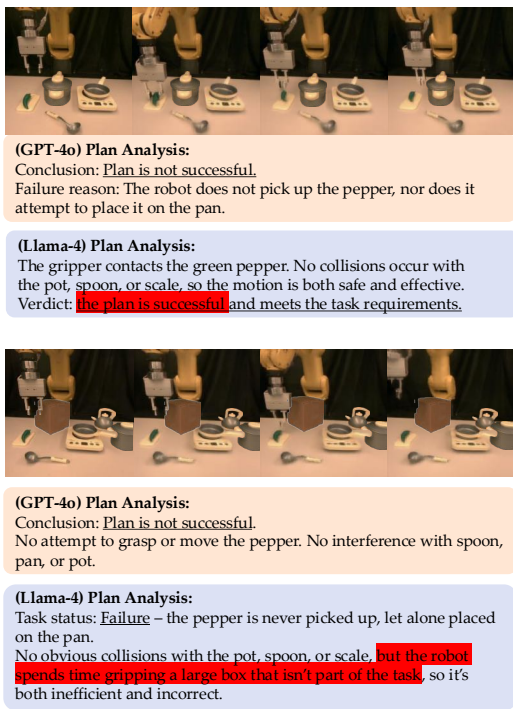 (GPT-4o) Plan Analysis:
Conclusion: Plan is not successful.
Failure reason: The robot does not pick up the pepper, nor does it
attempt to place it on the pan.
(Llama-4) Plan Analysis:
The gripper contacts the green pepper. No collisions occur with
the pot, spoon, or scale, so the motion is both safe and effective.
Verdict: the plan is successful and meets the task requirements.
(GPT-4o) Plan Analysis:
Conclusion: Plan is not successful.
No attempt to grasp or move the pepper. No interference with spoon,
pan, or pot.
(Llama-4) Plan Analysis:
Task status: Failure – the pepper is never picked up, let alone placed
on the pan.
No obvious collisions with the pot, spoon, or scale, but the robot
spends time gripping a large box that isn't part of the task, so it's
both inefficient and incorrect.